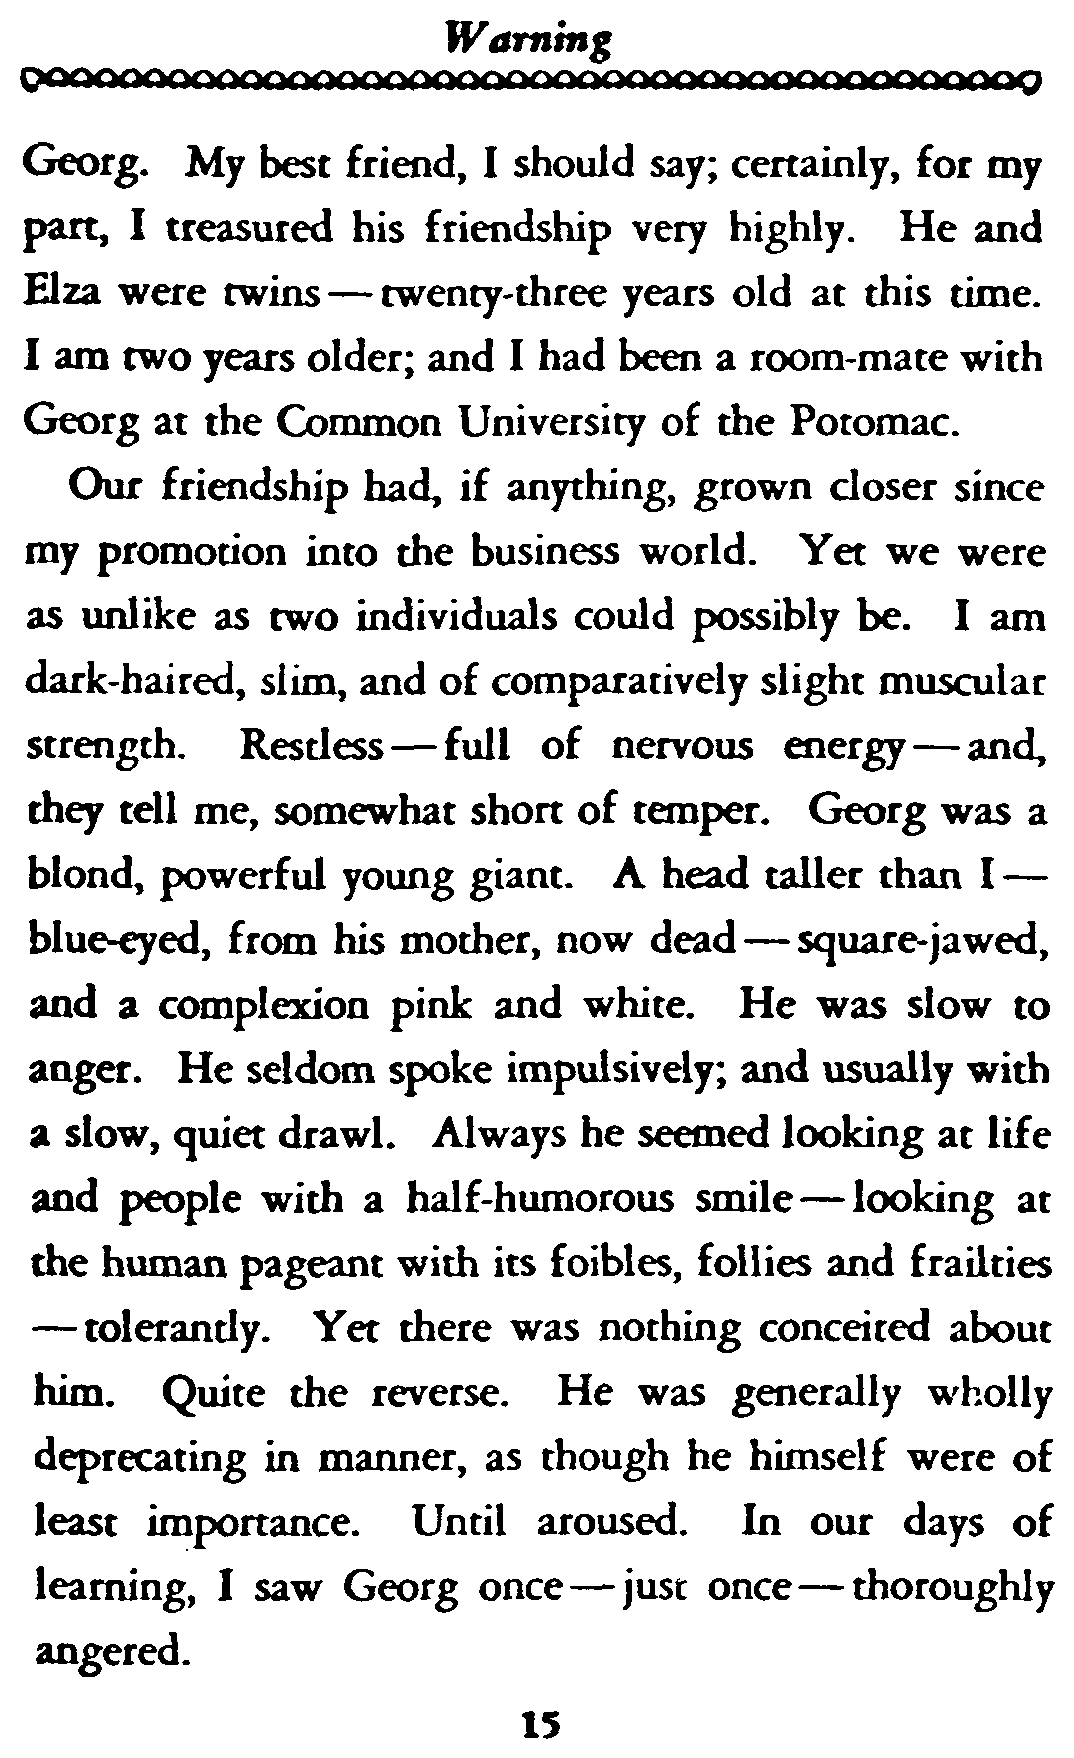 Warning
Georg. My best friend, I should say; certainly, for my
part, I treasured his friendship very highly. He and
Elza were twins — twenty-three years old at this time.
I am two years older; and I had been a room-mate with
Georg at the Common University of the Potomac.
Our friendship had, if anything, grown closer since
my promotion into the business world. Yet we were
as unlike as two individuals could possibly be. I am
dark-haired, slim, and of comparatively slight muscular
strength. Restless — full of nervous energy — and,
they tell me, somewhat short of temper. Georg was a
blond, powerful young giant. A head taller than I —
blue-eyed, from his mother, now dead — square-jawed,
and a complexion pink and white. He was slow to
anger. He seldom spoke impulsively; and usually with
a slow, quiet drawl. Always he seemed looking at life
and people with a half-humorous smile — looking at
the human pageant with its foibles, follies and frailties
— tolerantly. Yet there was nothing conceited about
him. Quite the reverse. He was generally wholly
deprecating in manner, as though he himself were of
least importance. Until aroused. In our days of
learning, I saw Georg once — just once — thoroughly
angered.
15